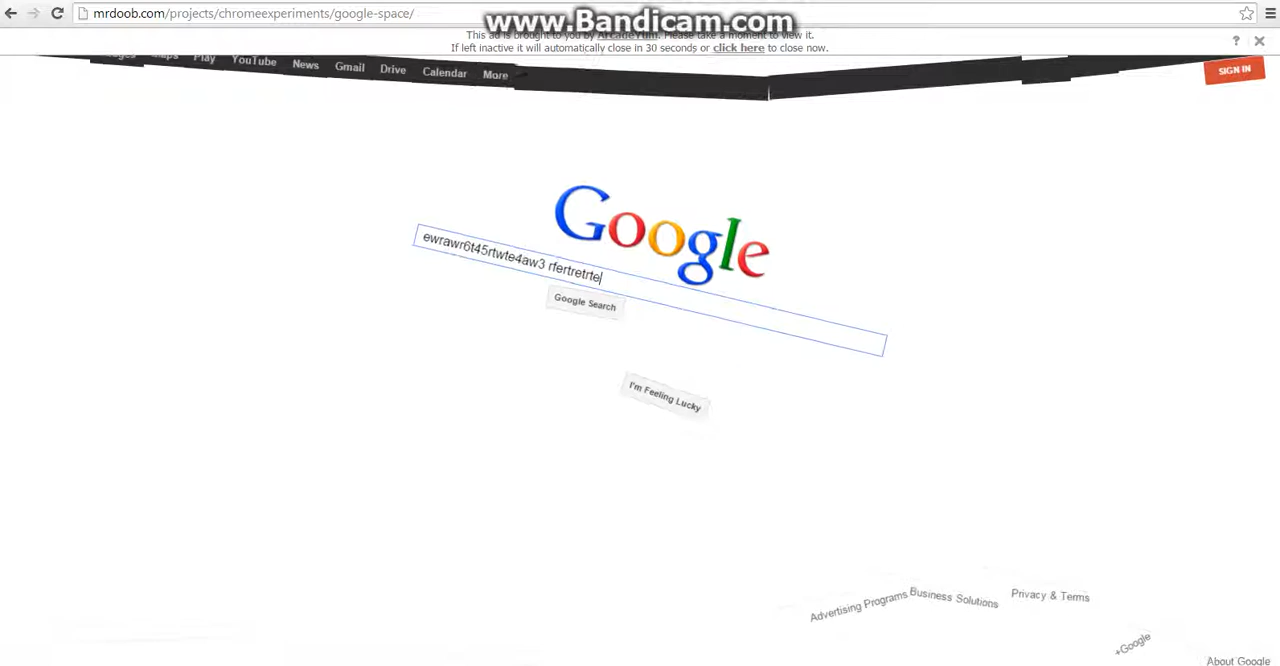 mrdoob.com/projects/chromeexperiments/google-space/
www.Bandicam.com
This ad is brought to you by ArcadeYum. Please take a moment to view it.
If left inactive it will automatically close in 30 seconds or click here to close now.
? ×
Play YouTube News Gmail Drive Calendar More
SIGN IN
Google
ewrawr6t45rtwte4aw3 rfertretrte
Google Search
I'm Feeling Lucky
Advertising Programs Business Solutions Privacy & Terms
+Google
About Google